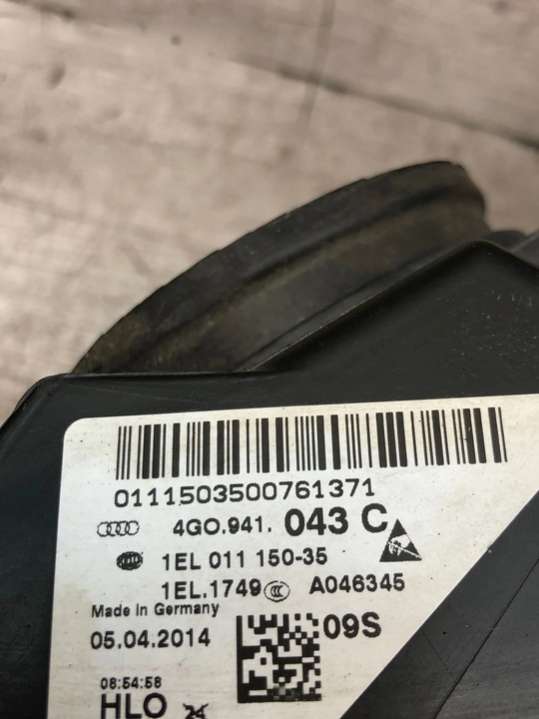 0111503500761371
4G0.941. 043 C
1EL 011 150-35
1EL.1749 A046345
Made in Germany
05.04.2014
09S
08:54:58
HLO